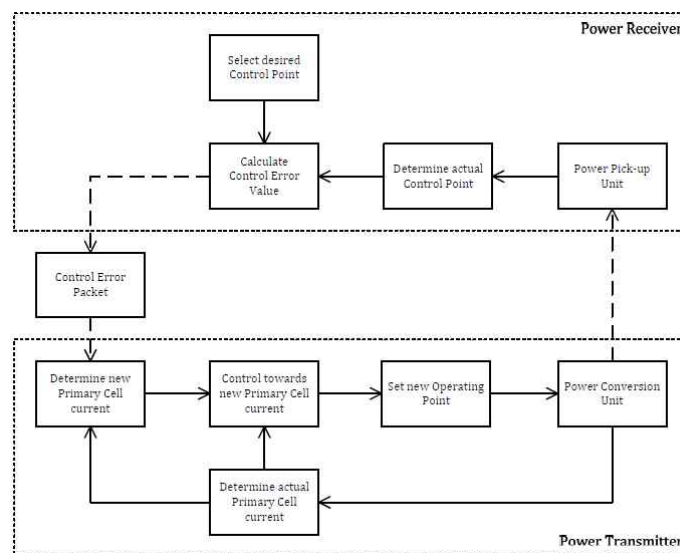 Power Receiver
Select desired
Control Point
Calculate
Control Error
Value
Determine actual
Control Point
Power Pick-up
Unit
Control Error
Packet
Determine new
Primary Cell
current
Control towards
new Primary Cell
current
Set new Operating
Point
Power Conversion
Unit
Determine actual
Primary Cell
current
Power Transmitter